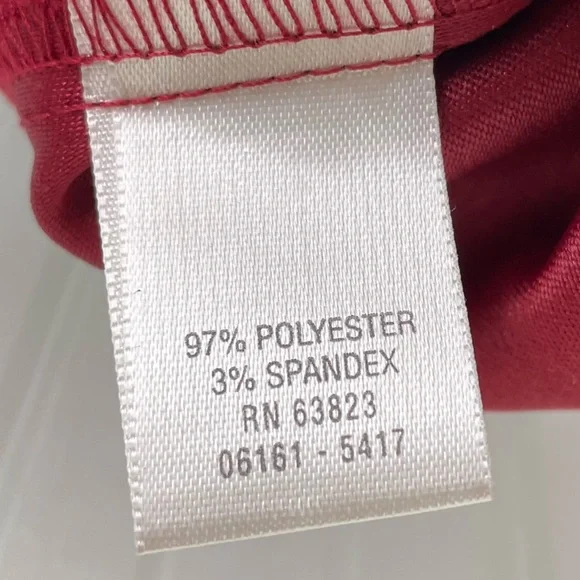 97% POLYESTER
3% SPANDEX
RN 63823
06161 - 5417